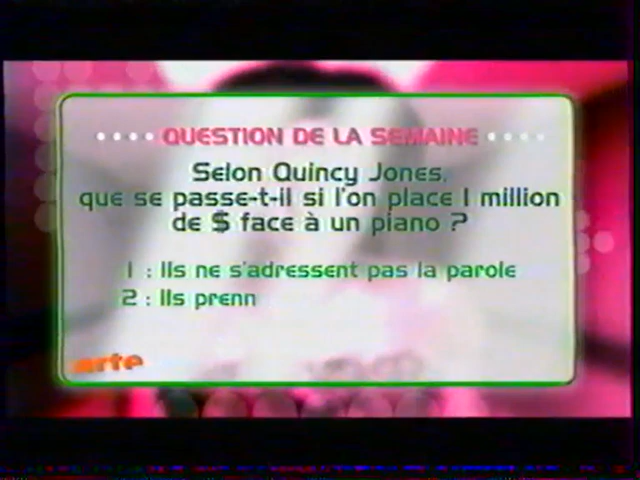 QUESTION DE LA SEMAINE
Selon Quincy Jones,
que se passe-t-il si l'on place 1 million
de $ face à un piano ?
1 : Ils ne s'adressent pas la parole
2 : Ils prenn
arte